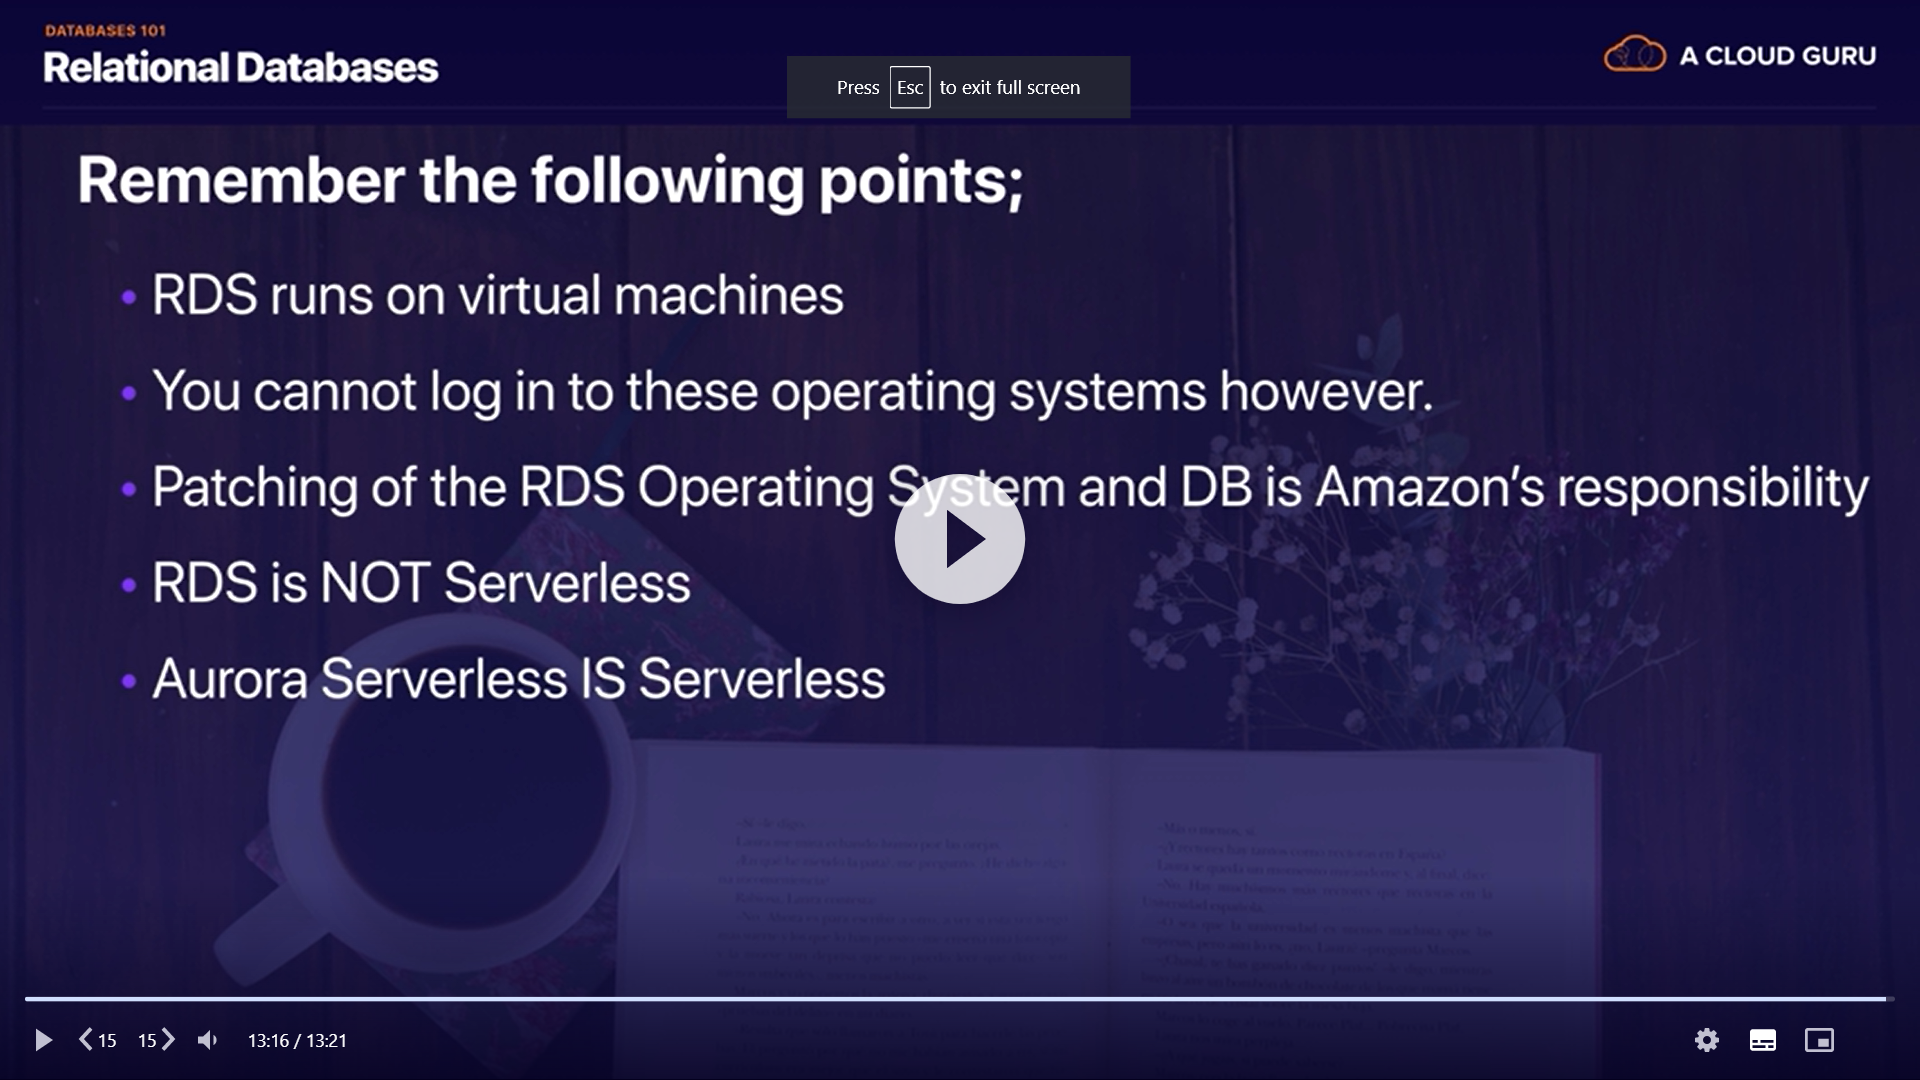 DATABASES 101
Relational Databases
A CLOUD GURU
Press Esc to exit full screen
Remember the following points;
• RDS runs on virtual machines
• You cannot log in to these operating systems however.
• Patching of the RDS Operating System and DB is Amazon's responsibility
• RDS is NOT Serverless
• Aurora Serverless IS Serverless
15 15 13:16 / 13:21